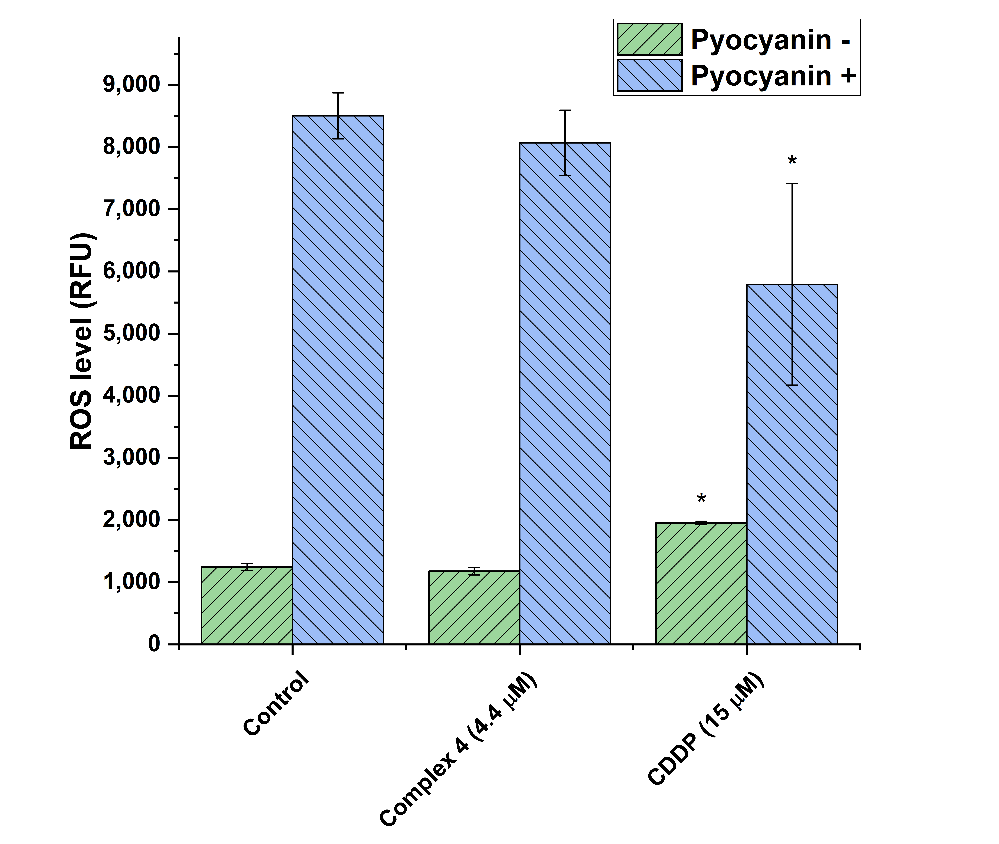 Pyocyanin -
Pyocyanin +
ROS level (RFU)
9,000
8,000
7,000
6,000
5,000
4,000
3,000
2,000
1,000
0
*
*
Control
Complex 4 (4.4 µM)
CDDP (15 µM)